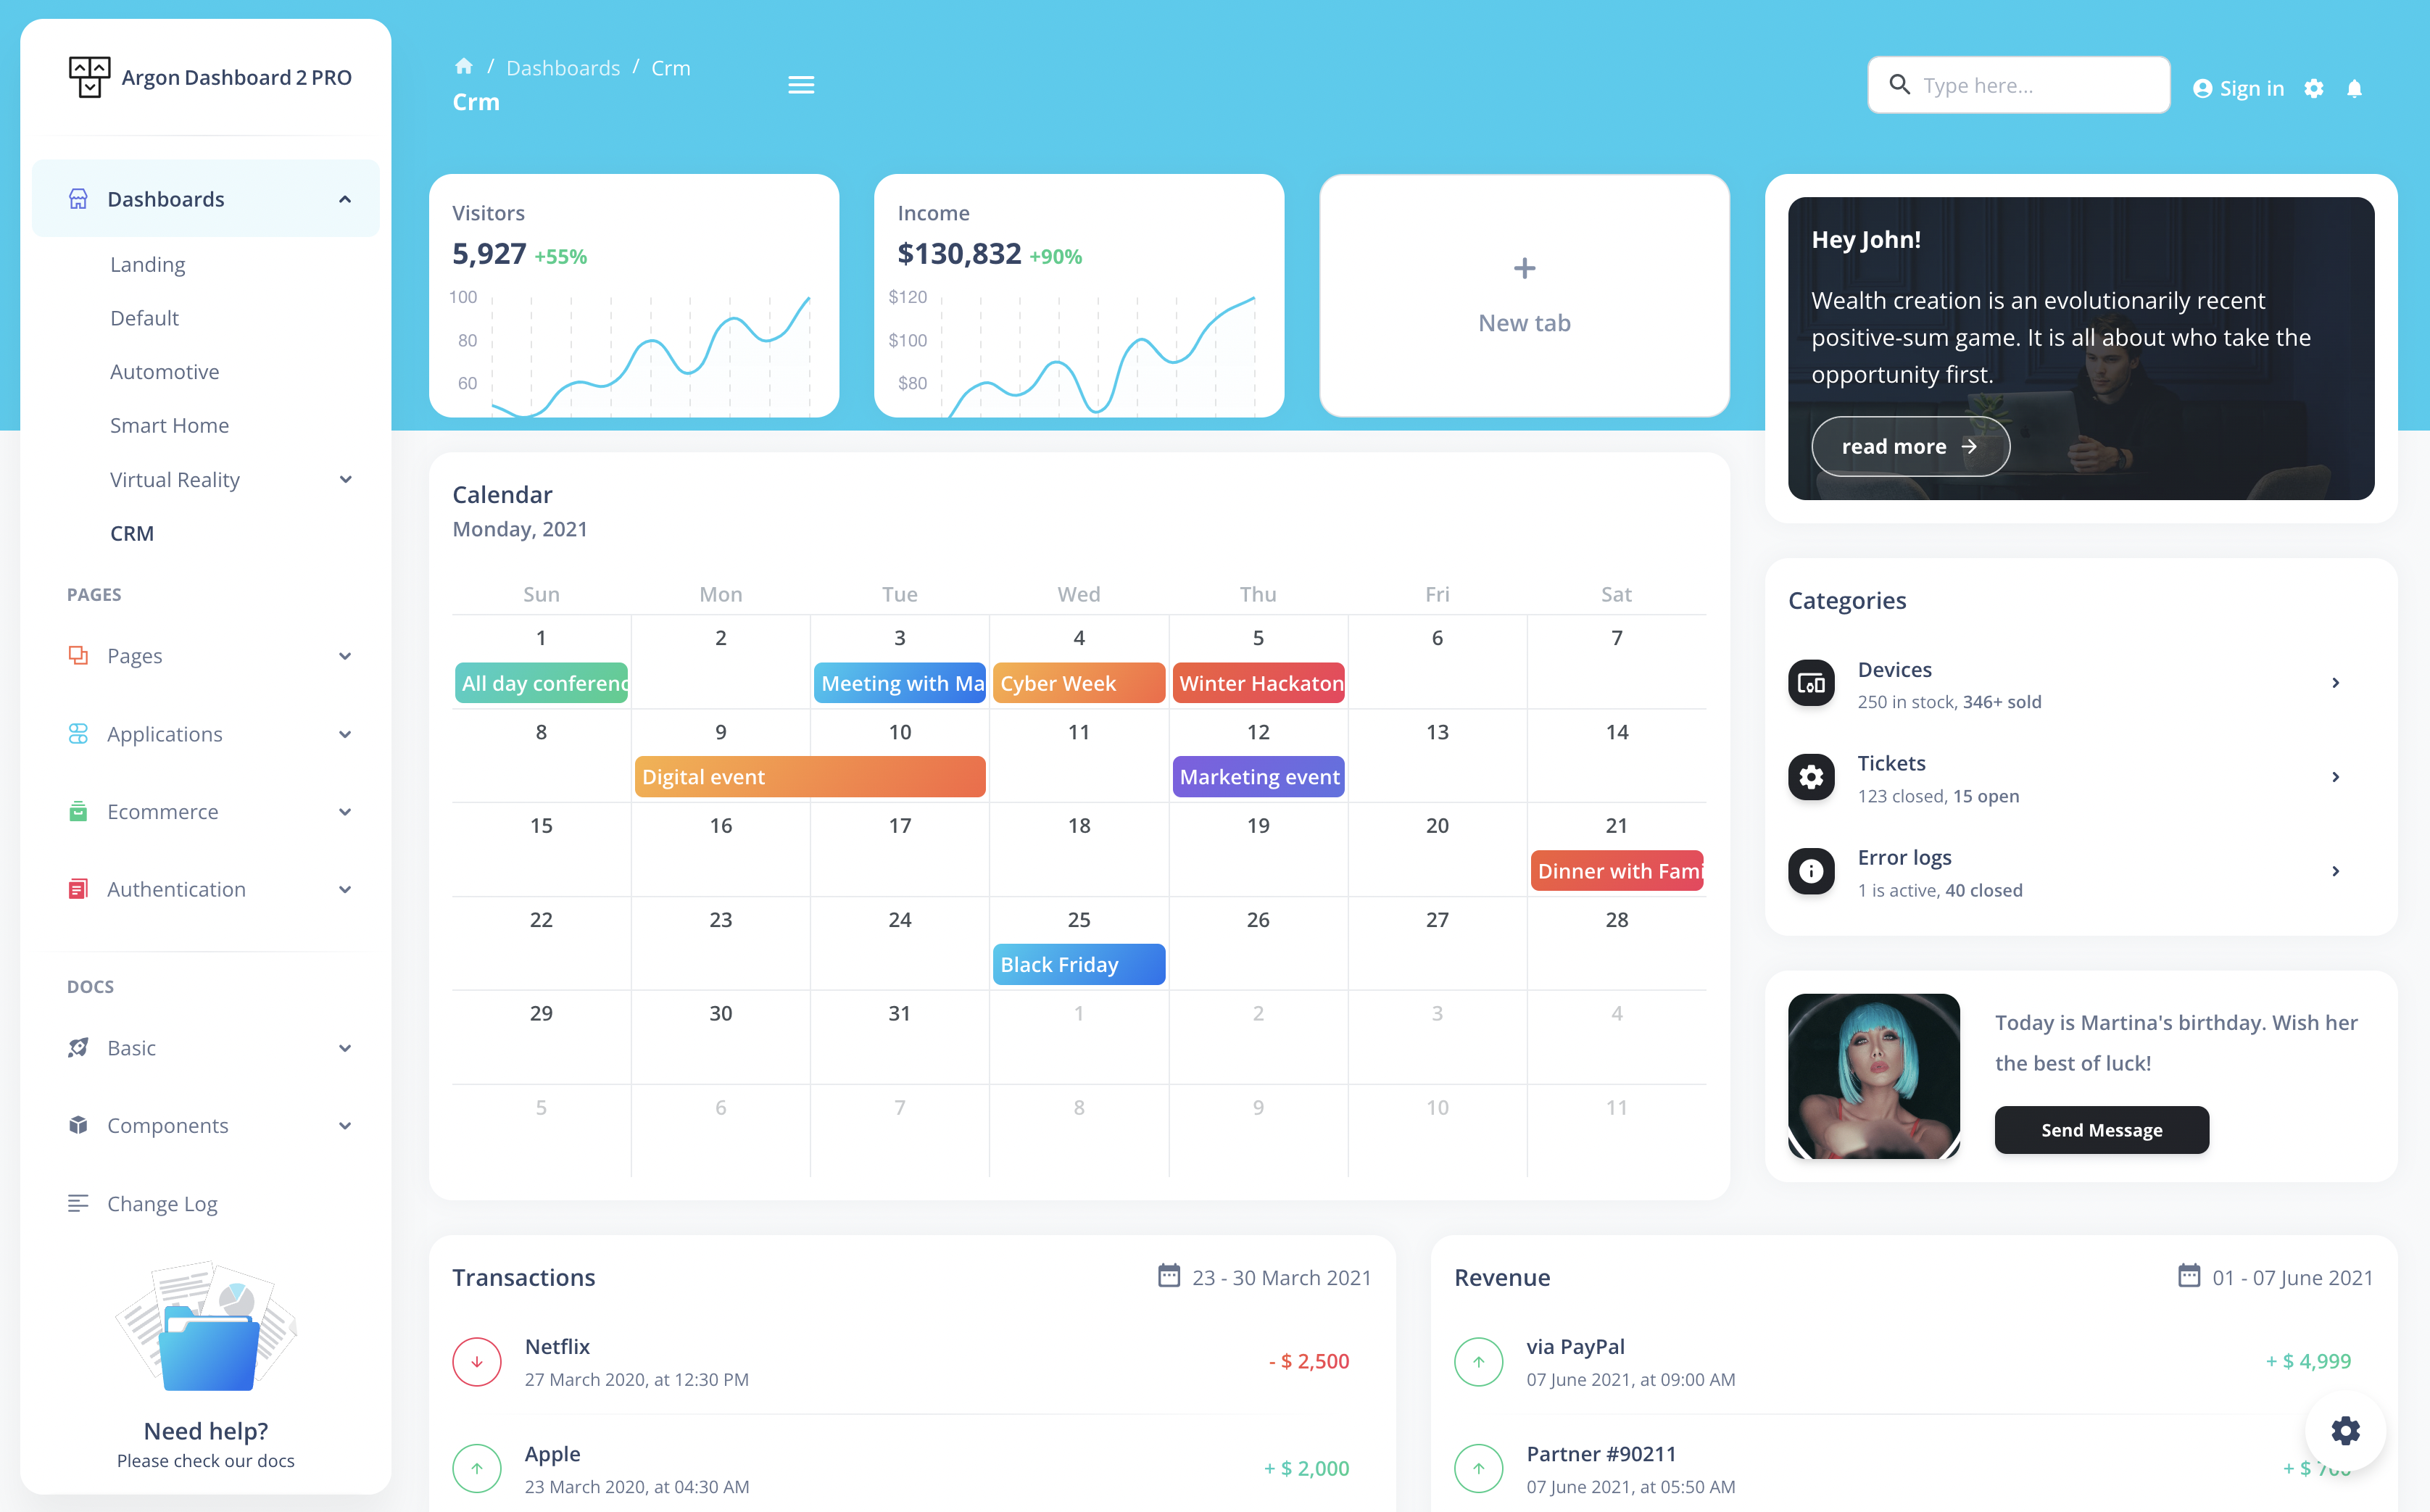 Argon Dashboard 2 PRO
Dashboards
Landing
Default
Automotive
Smart Home
Virtual Reality
CRM
PAGES
Pages
Applications
Ecommerce
Authentication
DOCS
Basic
Components
Change Log
Need help?
Please check our docs
/ Dashboards / Crm
Crm
Type here...
Sign in
Visitors
5,927 +55%
100
80
60
Income
$130,832 +90%
$120
$100
$80
New tab
Hey John!
Wealth creation is an evolutionarily recent
positive-sum game. It is all about who take the
opportunity first.
read more
Calendar
Monday, 2021
Sun Mon Tue Wed Thu Fri Sat
1 2 3 4 5 6 7
All day conferenc Meeting with Ma Cyber Week Winter Hackaton
8 9 10 11 12 13 14
Digital event Marketing event
15 16 17 18 19 20 21
Dinner with Fami
22 23 24 25 26 27 28
Black Friday
29 30 31 1 2 3 4
5 6 7 8 9 10 11
Categories
Devices
250 in stock, 346+ sold
Tickets
123 closed, 15 open
Error logs
1 is active, 40 closed
Today is Martina's birthday. Wish her
the best of luck!
Send Message
Transactions
23 - 30 March 2021
Netflix
27 March 2020, at 12:30 PM
- $ 2,500
Apple
23 March 2020, at 04:30 AM
+ $ 2,000
Revenue
01 - 07 June 2021
via PayPal
07 June 2021, at 09:00 AM
+ $ 4,999
Partner #90211
07 June 2021, at 05:50 AM
+ $